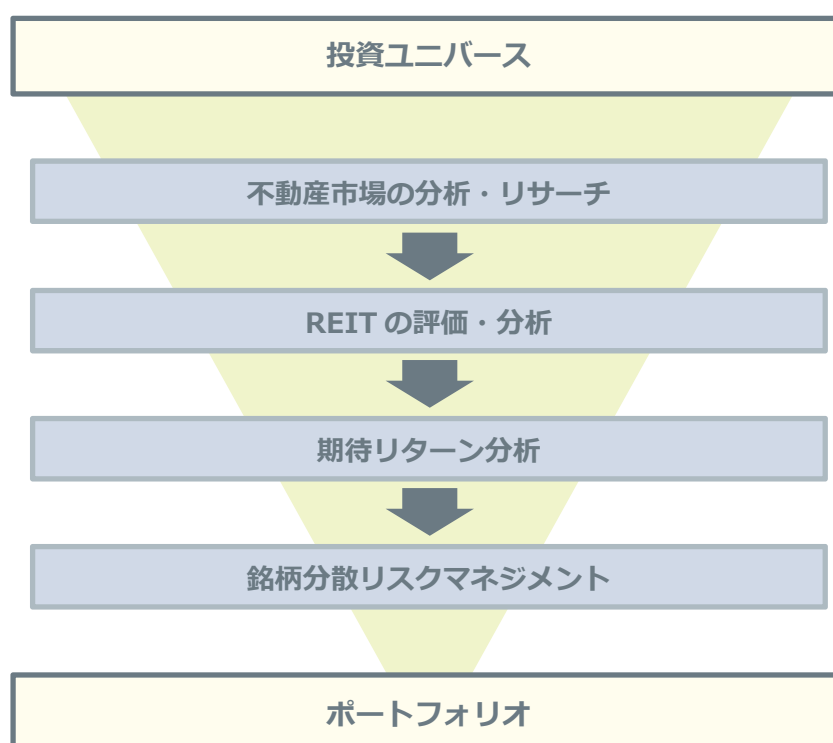 投資ユニバース
不動産市場の分析・リサーチ
REIT の評価・分析
期待リターン分析
銘柄分散リスクマネジメント
ポートフォリオ